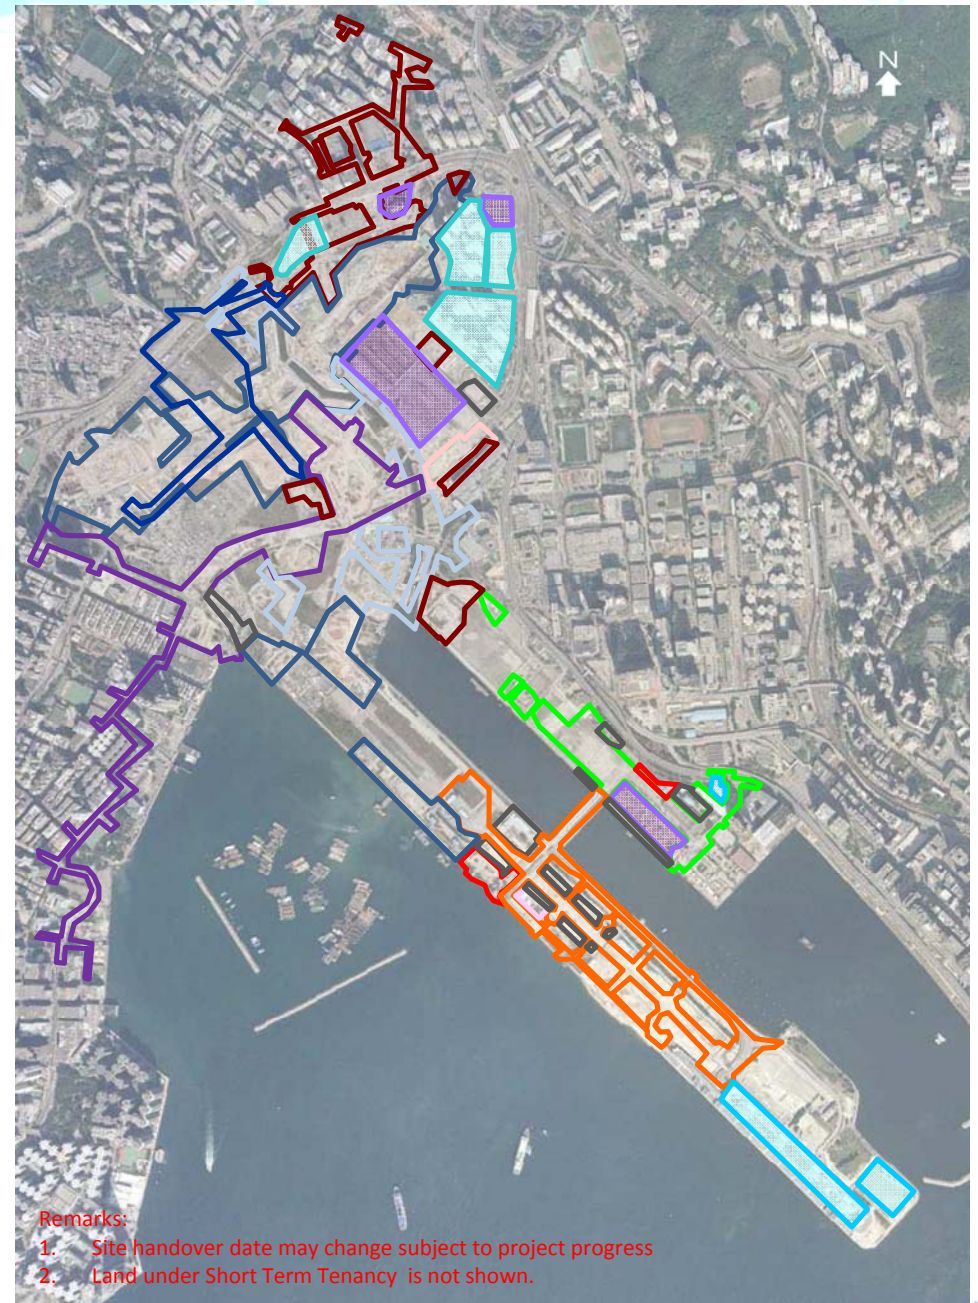 N
Remarks:
1. Site handover date may change subject to project progress
2. Land under Short Term Tenancy is not shown.